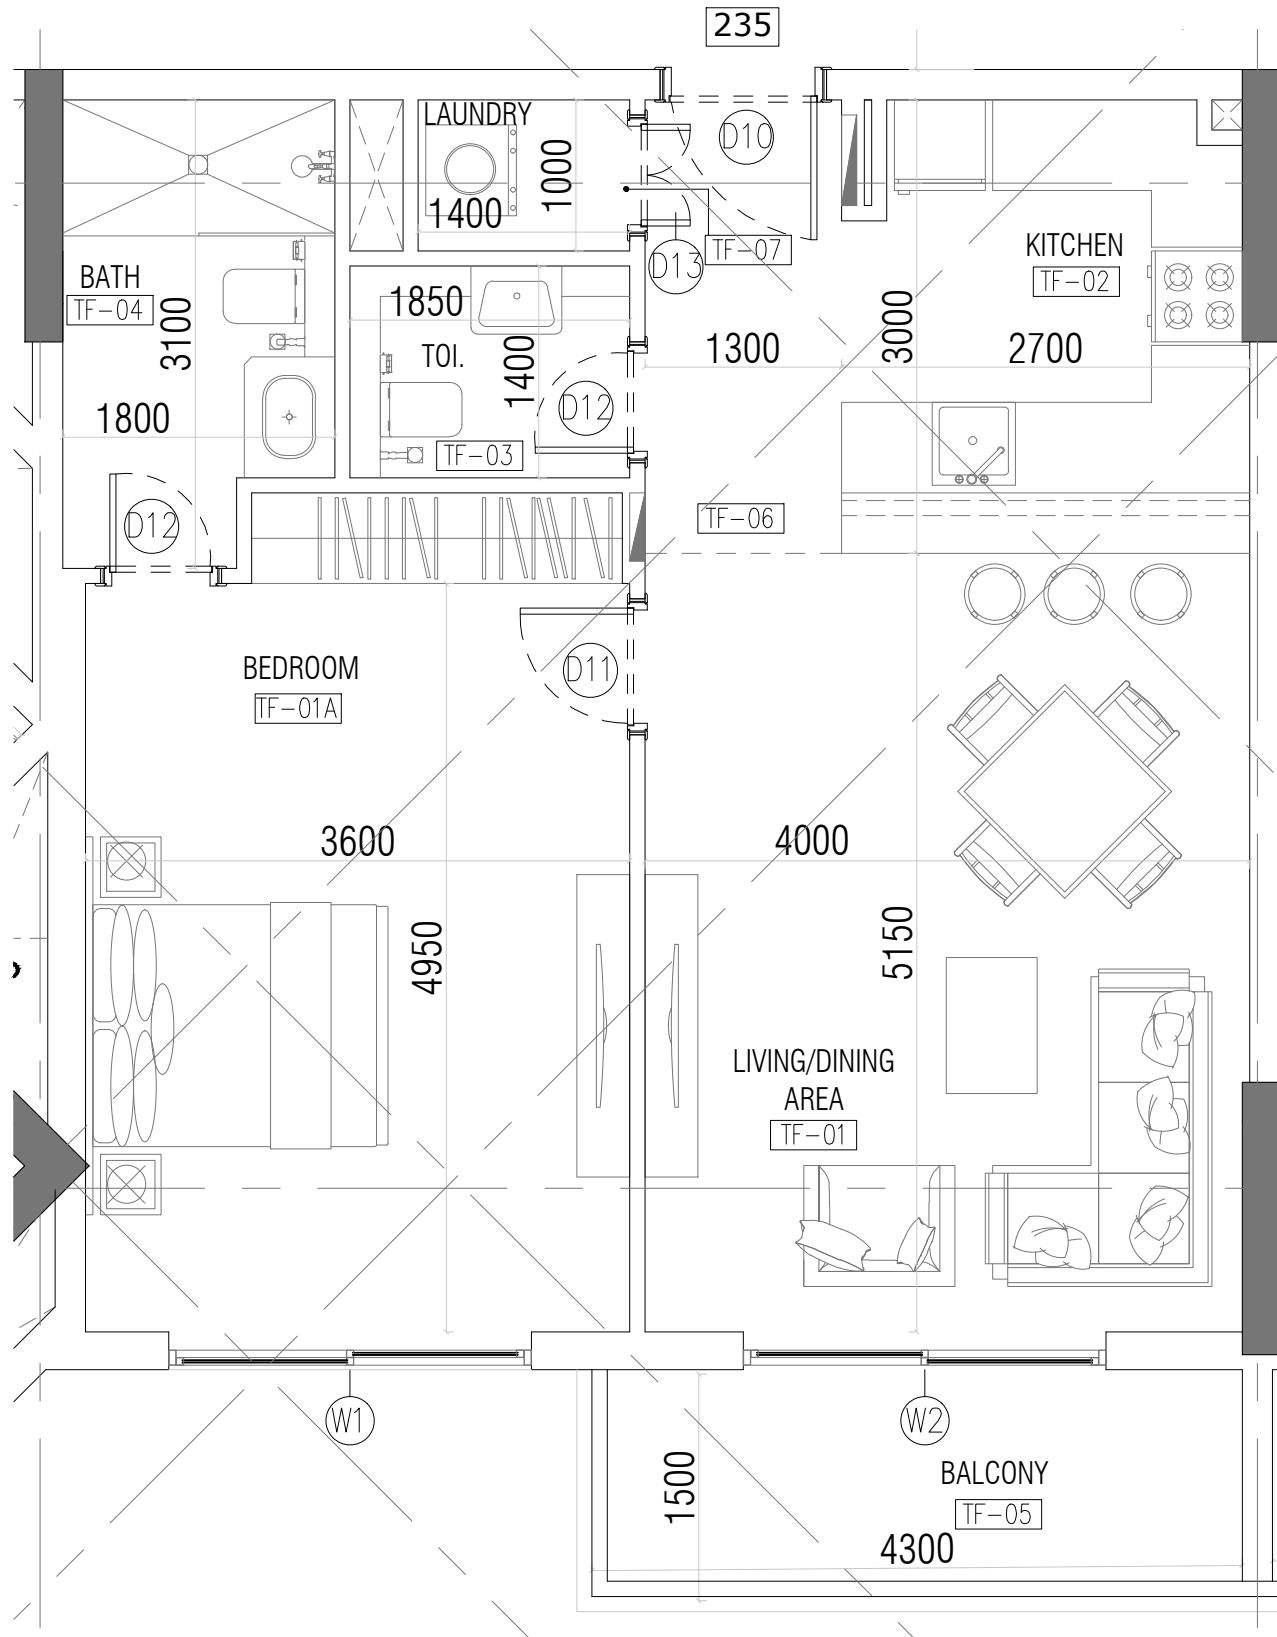 235
LAUNDRY
D10
1000
1400
TF-07
D13
KITCHEN
TF-02
BATH
TF-04
3100
1850
TOI.
1400
D12
TF-03
1300
3000
2700
1800
D12
TF-06
BEDROOM
TF-01A
D11
3600
4950
4000
5150
LIVING/DINING
AREA
TF-01
W1
W2
BALCONY
TF-05
1500
4300